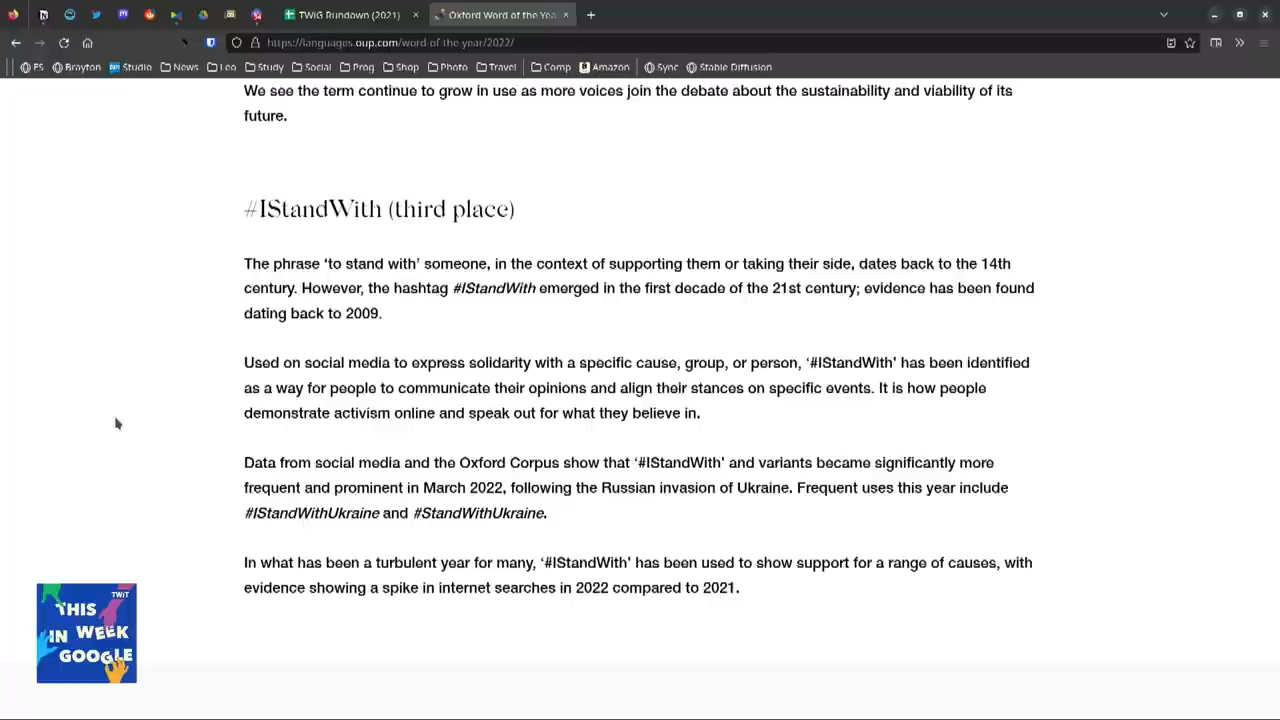 TWiG Rundown (2021)
Oxford Word of the Yea
https://languages.oup.com/word-of-the-year/2022/
FS Brayton Studio News Leo Study Social Prog Shop Photo Travel Comp Amazon Sync Stable Diffusion
We see the term continue to grow in use as more voices join the debate about the sustainability and viability of its
future.
#IStandWith (third place)
The phrase ‘to stand with’ someone, in the context of supporting them or taking their side, dates back to the 14th
century. However, the hashtag #IStandWith emerged in the first decade of the 21st century; evidence has been found
dating back to 2009.
Used on social media to express solidarity with a specific cause, group, or person, ‘#IStandWith’ has been identified
as a way for people to communicate their opinions and align their stances on specific events. It is how people
demonstrate activism online and speak out for what they believe in.
Data from social media and the Oxford Corpus show that ‘#IStandWith’ and variants became significantly more
frequent and prominent in March 2022, following the Russian invasion of Ukraine. Frequent uses this year include
#IStandWithUkraine and #StandWithUkraine.
In what has been a turbulent year for many, ‘#IStandWith’ has been used to show support for a range of causes, with
evidence showing a spike in internet searches in 2022 compared to 2021.
TWiT
THIS
IN WEEK
GOOGLE